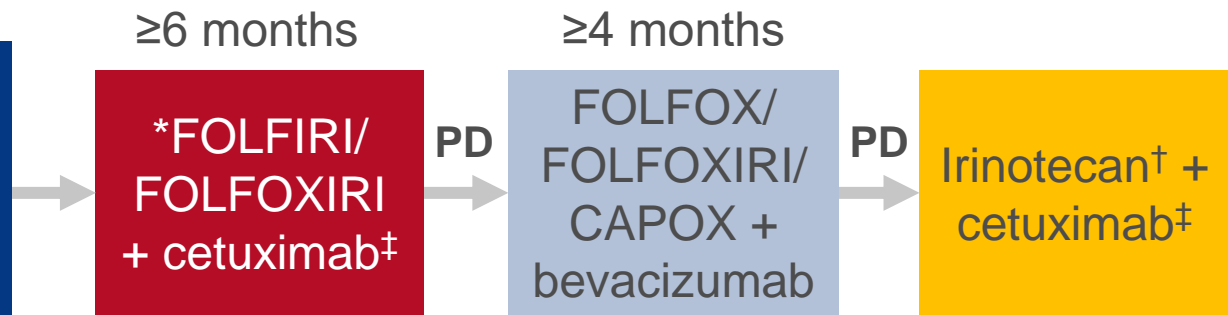 ≥6 months
≥4 months
*FOLFIRI/
FOLFOXIRI
+ cetuximab‡
PD
FOLFOX/
FOLFOXIRI/
CAPOX +
bevacizumab
PD
Irinotecan† +
cetuximab‡